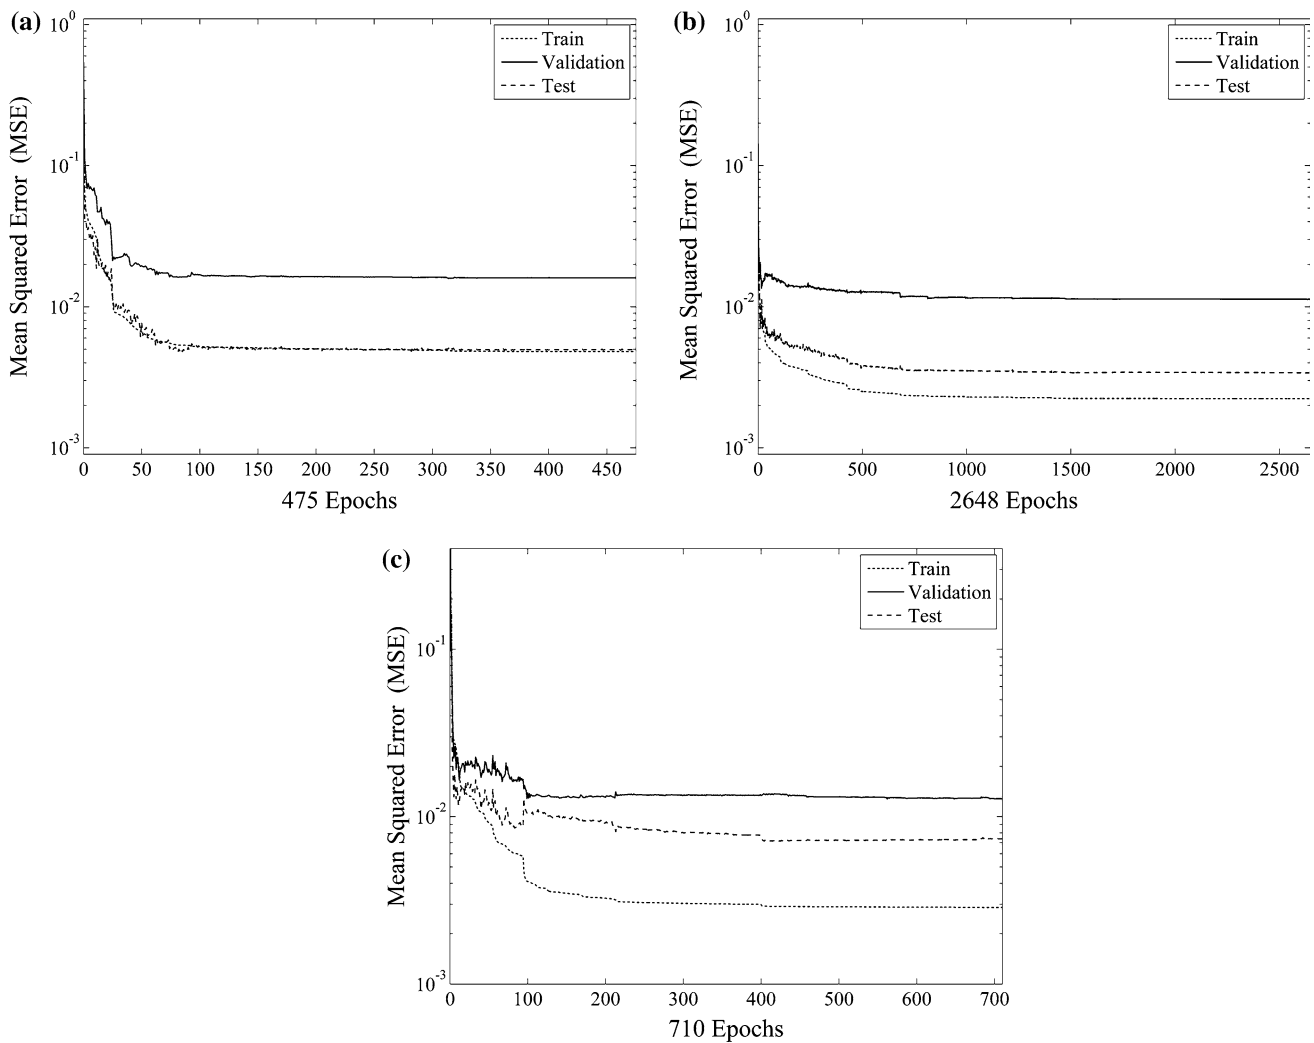 (a)
10^0
10^-1
10^-2
10^-3
Mean Squared Error (MSE)
Train
Validation
Test
0 50 100 150 200 250 300 350 400 450
475 Epochs
(b)
10^0
10^-1
10^-2
10^-3
Mean Squared Error (MSE)
Train
Validation
Test
0 500 1000 1500 2000 2500
2648 Epochs
(c)
10^-1
10^-2
10^-3
Mean Squared Error (MSE)
Train
Validation
Test
0 100 200 300 400 500 600 700
710 Epochs